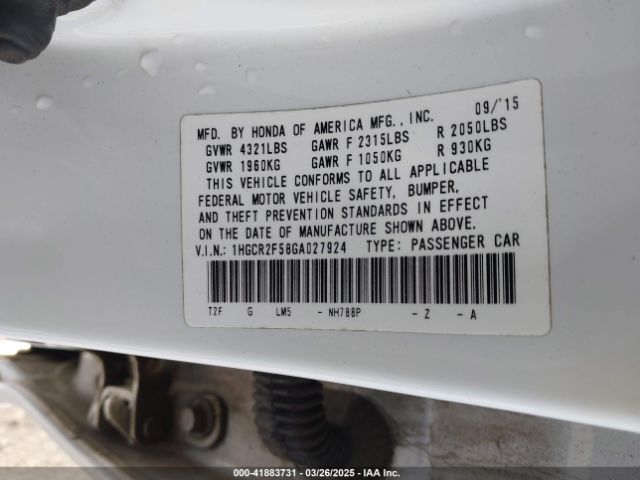 MFD. BY HONDA OF AMERICA MFG., INC. 09/'15
GVWR 4321LBS GAWR F 2315LBS R 2050LBS
GVWR 1960KG GAWR F 1050KG R 930KG
THIS VEHICLE CONFORMS TO ALL APPLICABLE
FEDERAL MOTOR VEHICLE SAFETY, BUMPER,
AND THEFT PREVENTION STANDARDS IN EFFECT
ON THE DATE OF MANUFACTURE SHOWN ABOVE.
V.I.N.: 1HGCR2F58GA027924 TYPE: PASSENGER CAR
T2F G LM5 - NH788P - Z - A
000-41883731 — 03/26/2025 — IAA Inc.